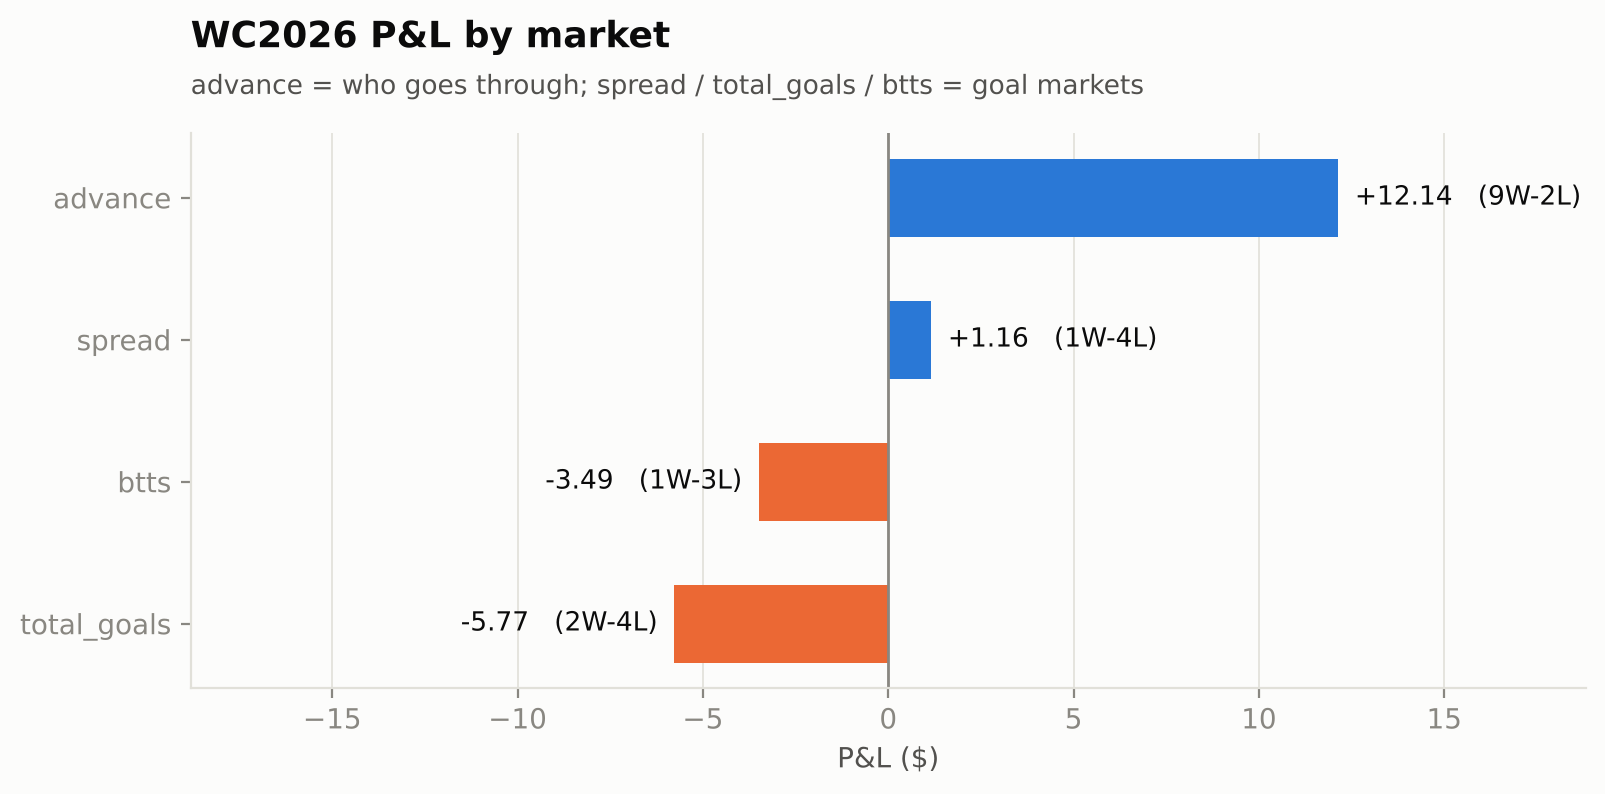 WC2026 P&L by market
advance = who goes through; spread / total_goals / btts = goal markets
advance
+12.14 (9W-2L)
spread
+1.16 (1W-4L)
btts
-3.49 (1W-3L)
total_goals
-5.77 (2W-4L)
−15 −10 −5 0 5 10 15
P&L ($)